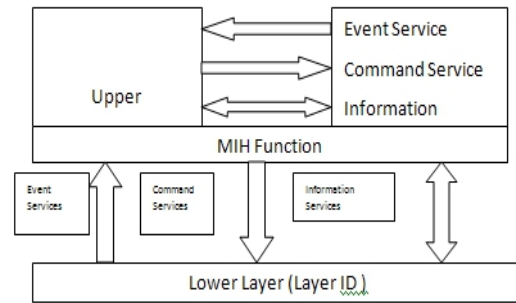 Event Service
Command Service
Upper
Information
MIH Function
Event
Services
Command
Services
Information
Services
Lower Layer (Layer ID )